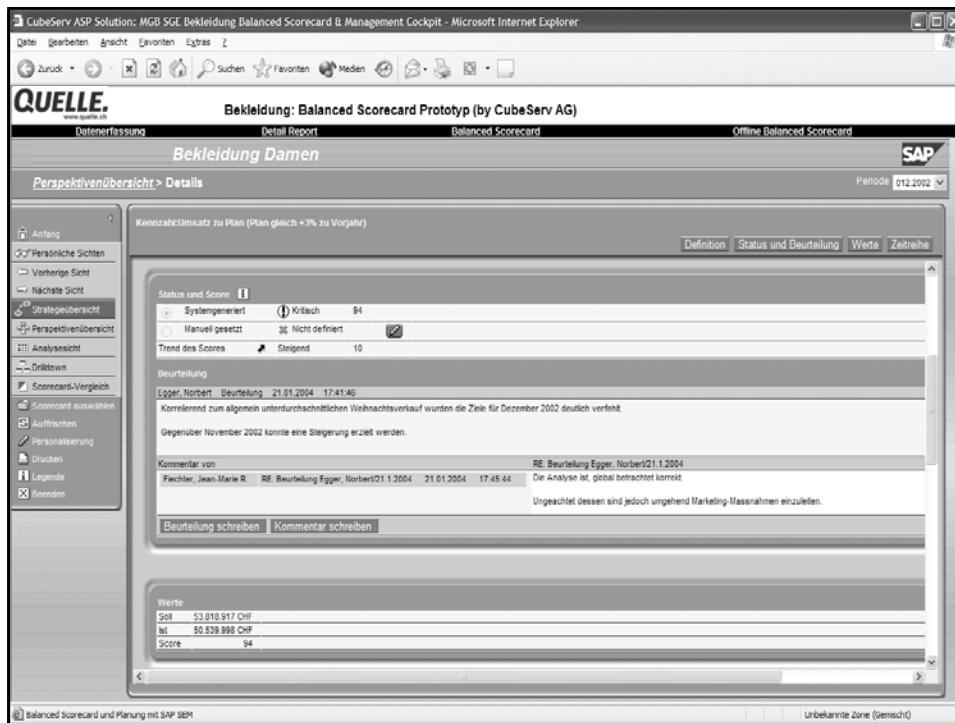 CubeServ ASP Solution: MGB SGE Bekleidung Balanced Scorecard & Management Cockpit - Microsoft Internet Explorer
Datei Bearbeiten Ansicht Favoriten Extras ?
Zurück Suchen Favoriten Medien
QUELLE.
www.quelle.ch
Bekleidung: Balanced Scorecard Prototyp (by CubeServ AG)
Datenerfassung Detail Report Balanced Scorecard Offline Balanced Scorecard
Bekleidung Damen SAP
Perspektivenübersicht > Details Periode 012.2002
Kennzahl:Umsatz zu Plan (Plan gleich +3% zu Vorjahr)
Definition Status und Beurteilung Werte Zeitreihe
Anfang
Persönliche Sichten
Vorherige Sicht
Nächste Sicht
Strategieübersicht
Perspektivenübersicht
Analysesicht
Drilldown
Scorecard-Vergleich
Scorecard auswählen
Auffrischen
Personalisierung
Drucken
Legende
Beenden
Status und Score
Systemgeneriert Kritisch 94
Manuell gesetzt Nicht definiert
Trend des Scores Steigend 10
Beurteilung
Egger, Norbert Beurteilung 21.01.2004 17:41:46
Korrelierend zum allgemein unterdurchschnittlichen Weihnachtsverkauf wurden die Ziele für Dezember 2002 deutlich verfehlt.
Gegenüber November 2002 konnte eine Steigerung erzielt werden.
Kommentar von RE. Beurteilung Egger, Norbert/21.1.2004
Fiechter, Jean-Marie R. RE. Beurteilung Egger, Norbert/21.1.2004 21.01.2004 17:45:44 Die Analyse ist, global betrachtet korrekt.
Ungeachtet dessen sind jedoch umgehend Marketing-Massnahmen einzuleiten.
Beurteilung schreiben Kommentar schreiben
Werte
Soll 53.818.917 CHF
Ist 50.539.998 CHF
Score 94
Balanced Scorecard und Planung mit SAP SEM Unbekannte Zone (Gemischt)